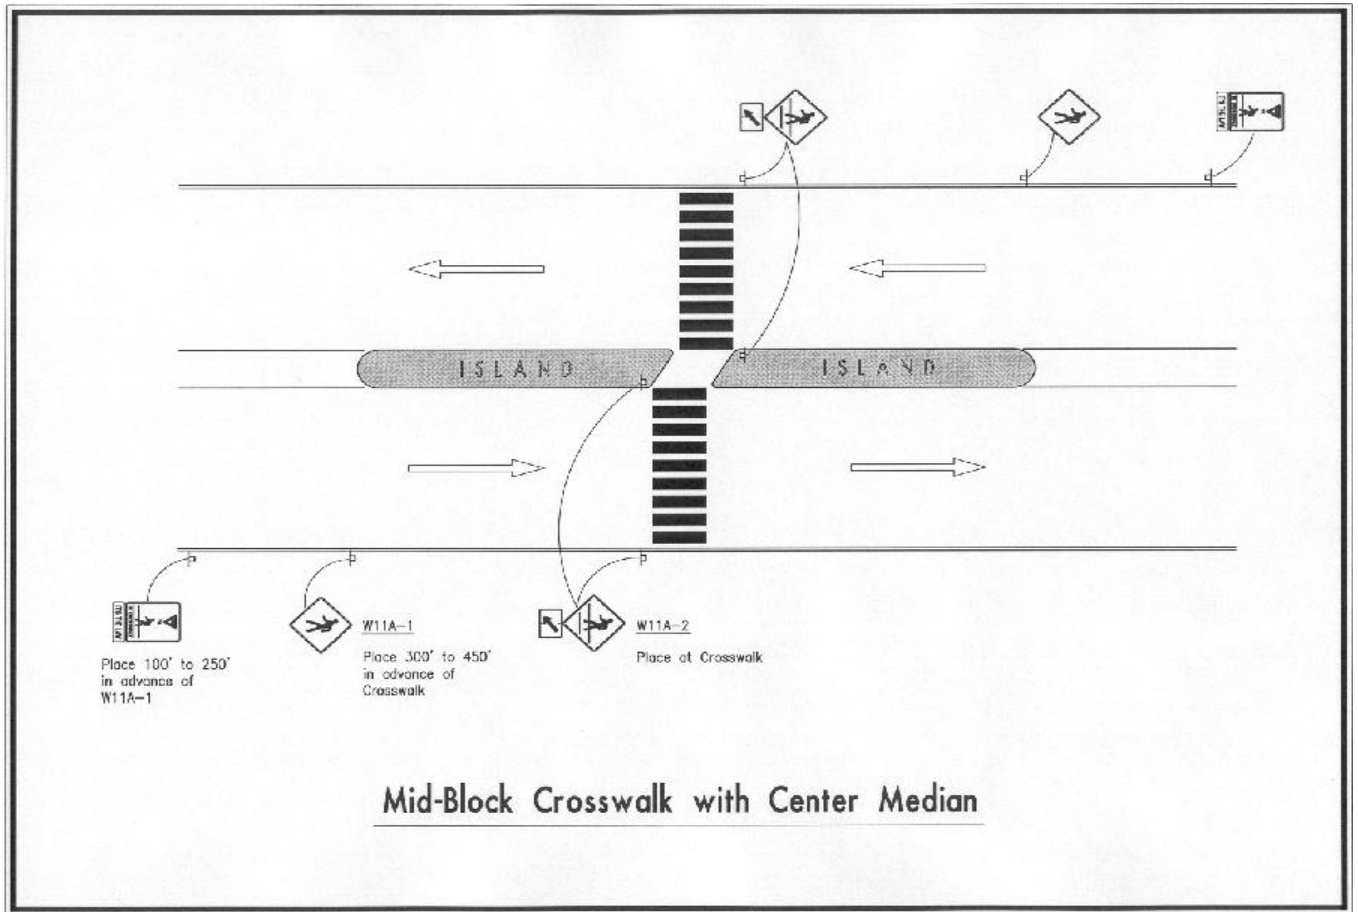 ISLAND
ISLAND
W11A-1
W11A-2
Place 100' to 250'
in advance of
W11A-1
Place 300' to 450'
in advance of
Crosswalk
Place at Crosswalk
Mid-Block Crosswalk with Center Median